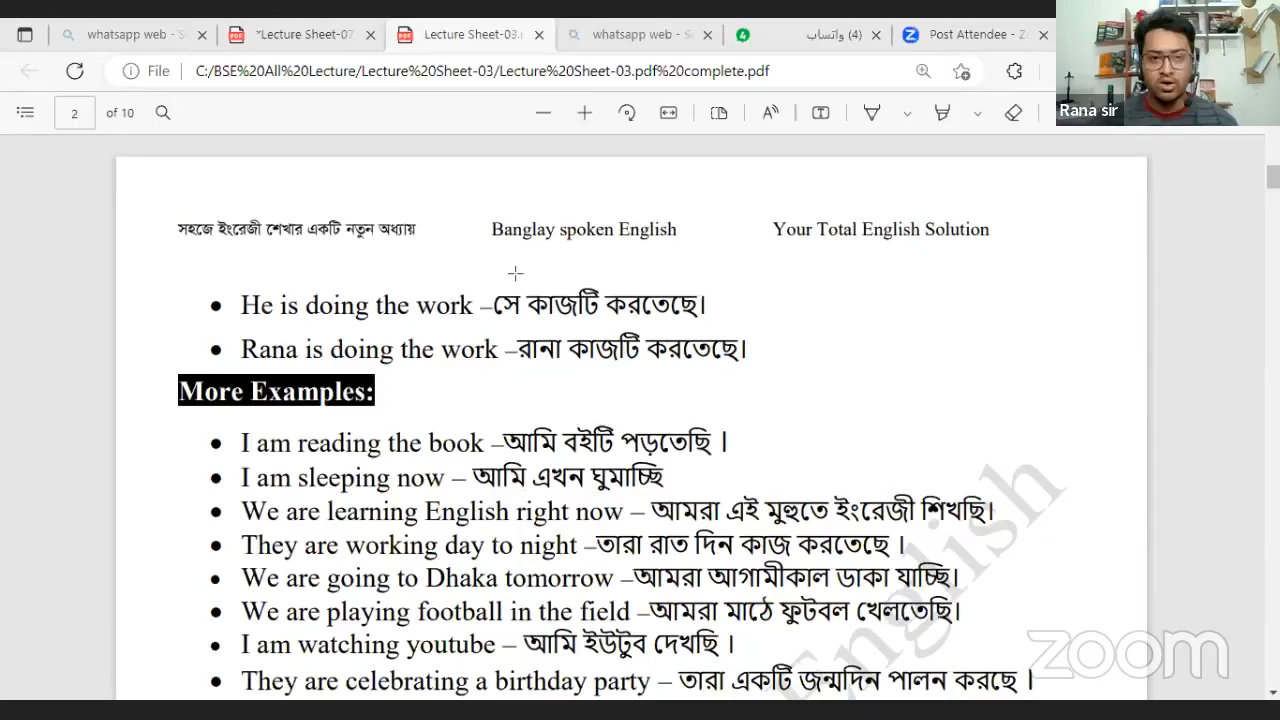 whatsapp web - S
*Lecture Sheet-07
Lecture Sheet-03.
whatsapp web - S
4
واتساب (4)
Post Attendee - Z
File
C:/BSE%20All%20Lecture/Lecture%20Sheet-03/Lecture%20Sheet-03.pdf%20complete.pdf
2 of 10
Rana sir
সহজে ইংরেজী শেখার একটি নতুন অধ্যায় Banglay spoken English Your Total English Solution
• He is doing the work –সে কাজটি করতেছে।
• Rana is doing the work –রানা কাজটি করতেছে।
More Examples:
• I am reading the book –আমি বইটি পড়তেছি ।
• I am sleeping now – আমি এখন ঘুমাচ্ছি
• We are learning English right now – আমরা এই মুহুতে ইংরেজী শিখছি।
• They are working day to night –তারা রাত দিন কাজ করতেছে ।
• We are going to Dhaka tomorrow –আমরা আগামীকাল ডাকা যাচ্ছি।
• We are playing football in the field –আমরা মাঠে ফুটবল খেলতেছি।
• I am watching youtube – আমি ইউটুব দেখছি ।
• They are celebrating a birthday party – তারা একটি জন্মদিন পালন করছে ।
English
zoom